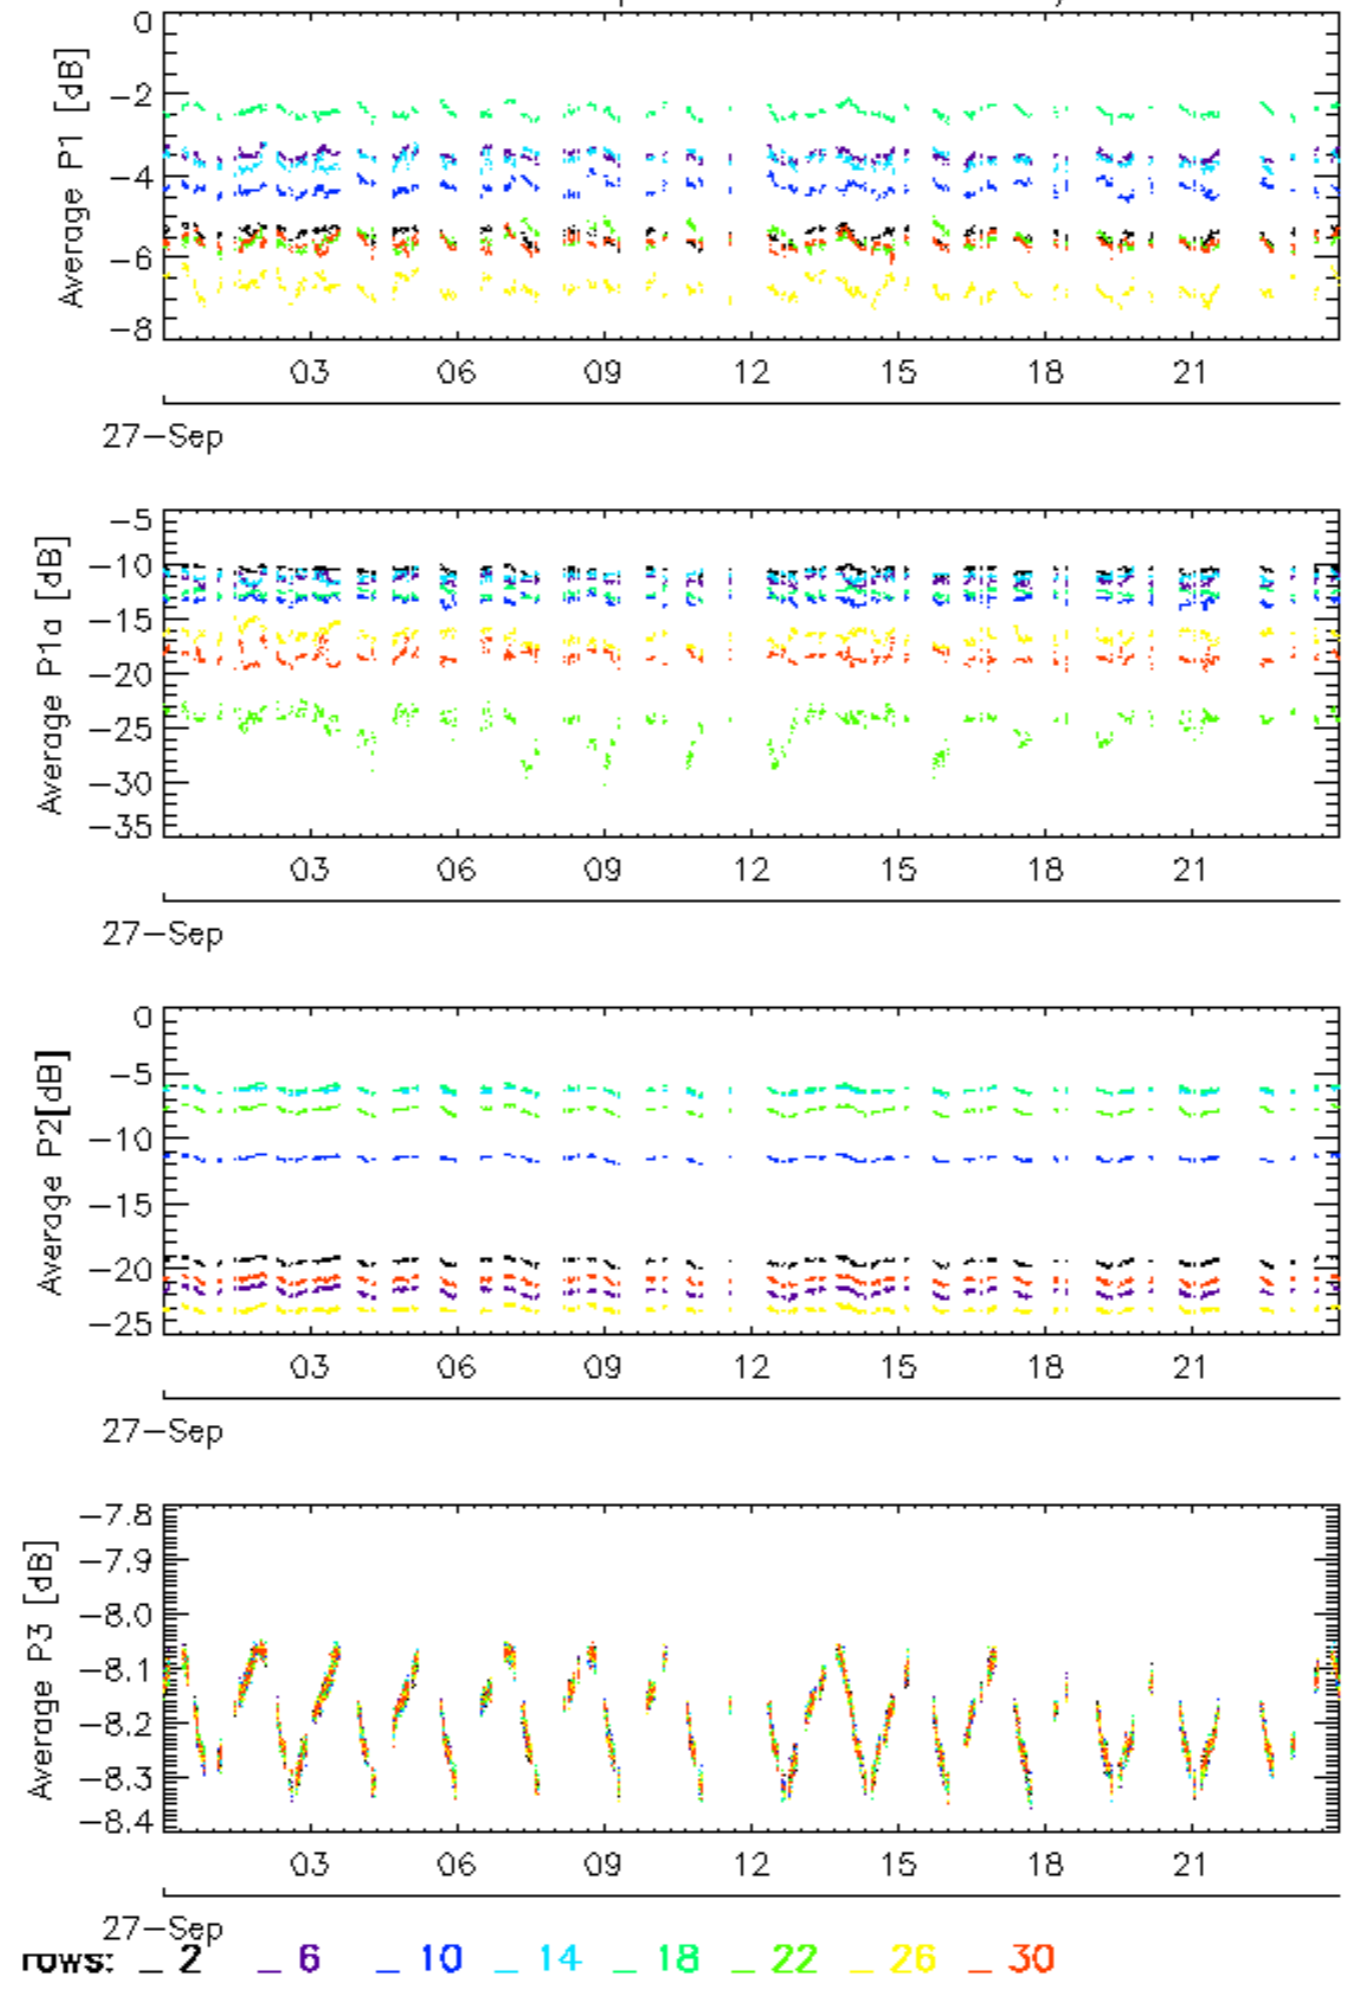 Average P1 [dB]
0
−2
−4
−6
−8
03 06 09 12 15 18 21
27−Sep
Average P1a [dB]
−5
−10
−15
−20
−25
−30
−35
03 06 09 12 15 18 21
27−Sep
Average P2[dB]
0
−5
−10
−15
−20
−25
03 06 09 12 15 18 21
27−Sep
Average P3 [dB]
−7.8
−7.9
−8.0
−8.1
−8.2
−8.3
−8.4
03 06 09 12 15 18 21
27−Sep
rows: _ 2 _ 6 _ 10 _ 14 _ 18 _ 22 _ 26 _ 30